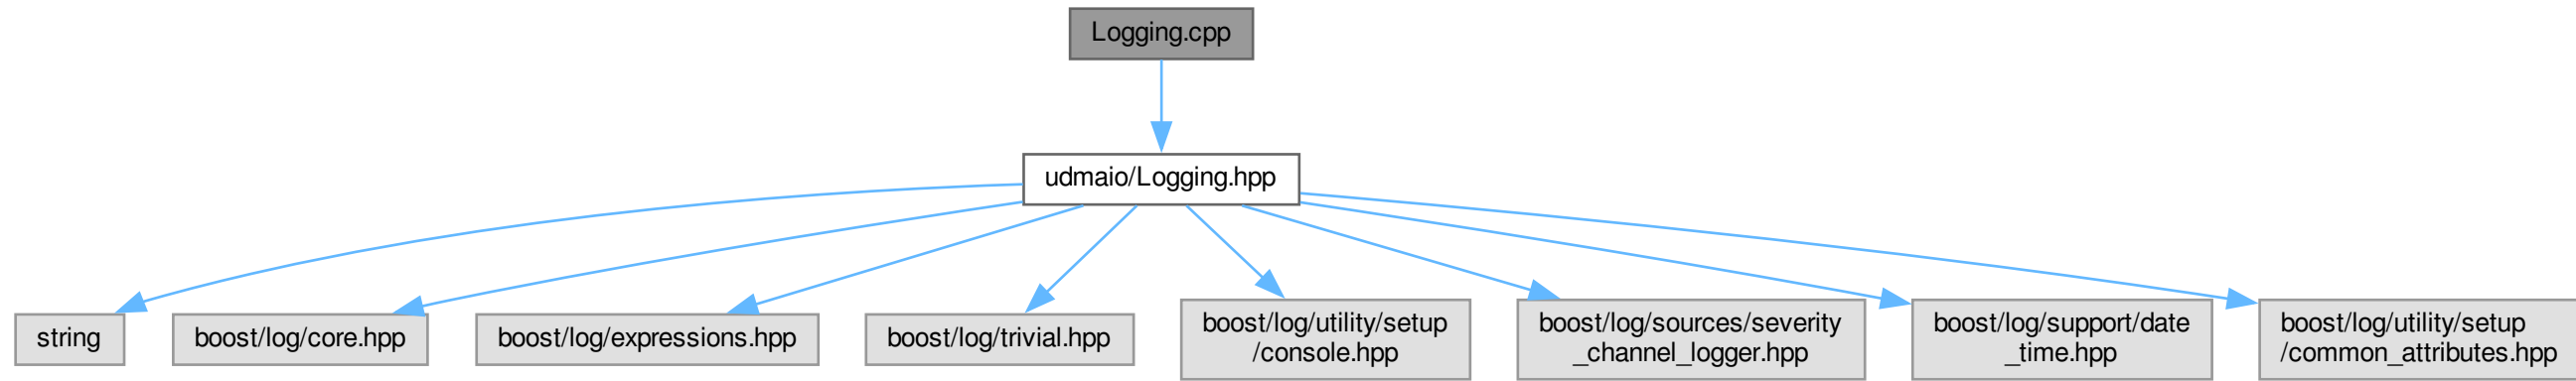 Logging.cpp
udmaio/Logging.hpp
string
boost/log/core.hpp
boost/log/expressions.hpp
boost/log/trivial.hpp
boost/log/utility/setup
/console.hpp
boost/log/sources/severity
_channel_logger.hpp
boost/log/support/date
_time.hpp
boost/log/utility/setup
/common_attributes.hpp